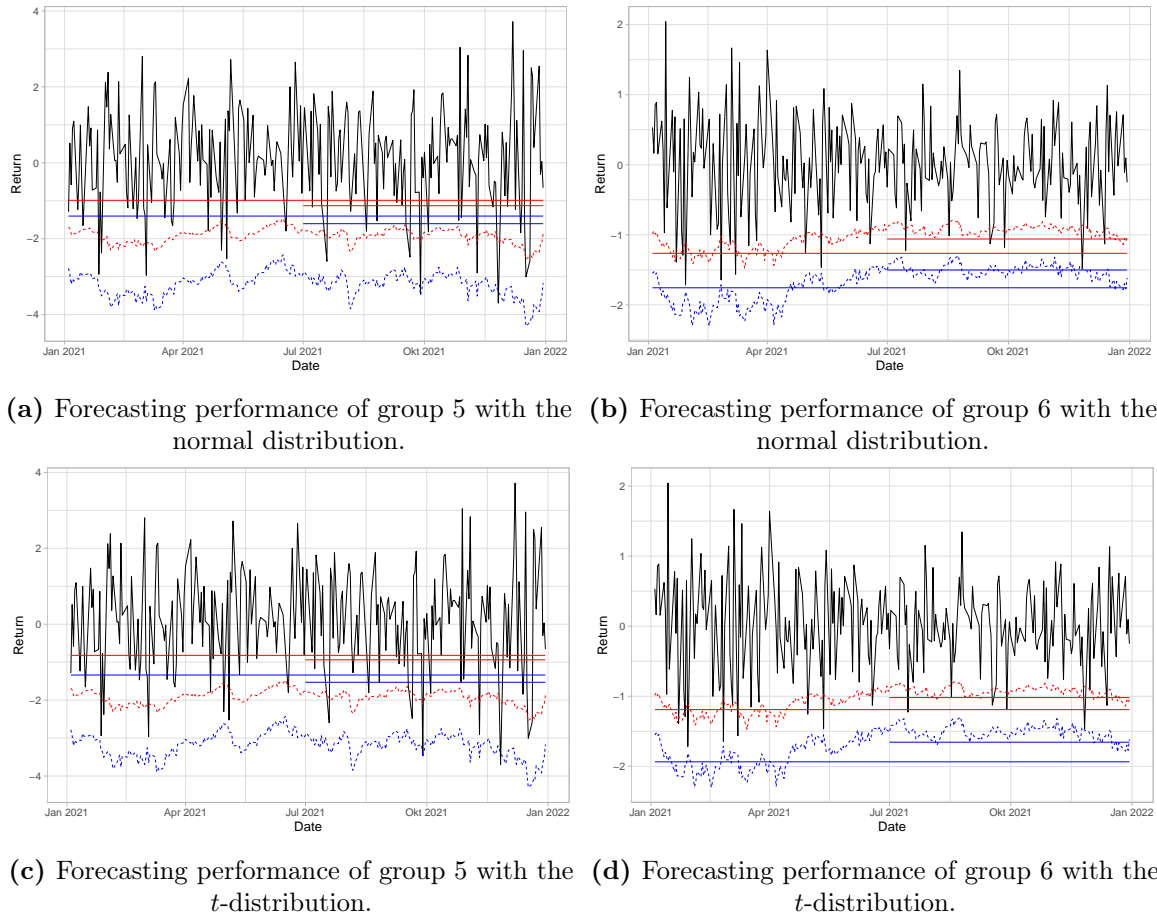 4
2
0
−2
−4
Return
Jan 2021
Apr 2021
Jul 2021
Okt 2021
Jan 2022
Date
2
1
0
−1
−2
Return
Jan 2021
Apr 2021
Jul 2021
Okt 2021
Jan 2022
Date
(a) Forecasting performance of group 5 with the
normal distribution.
(b) Forecasting performance of group 6 with the
normal distribution.
4
2
0
−2
−4
Return
Jan 2021
Apr 2021
Jul 2021
Okt 2021
Jan 2022
Date
2
1
0
−1
−2
Return
Jan 2021
Apr 2021
Jul 2021
Okt 2021
Jan 2022
Date
(c) Forecasting performance of group 5 with the
t-distribution.
(d) Forecasting performance of group 6 with the
t-distribution.